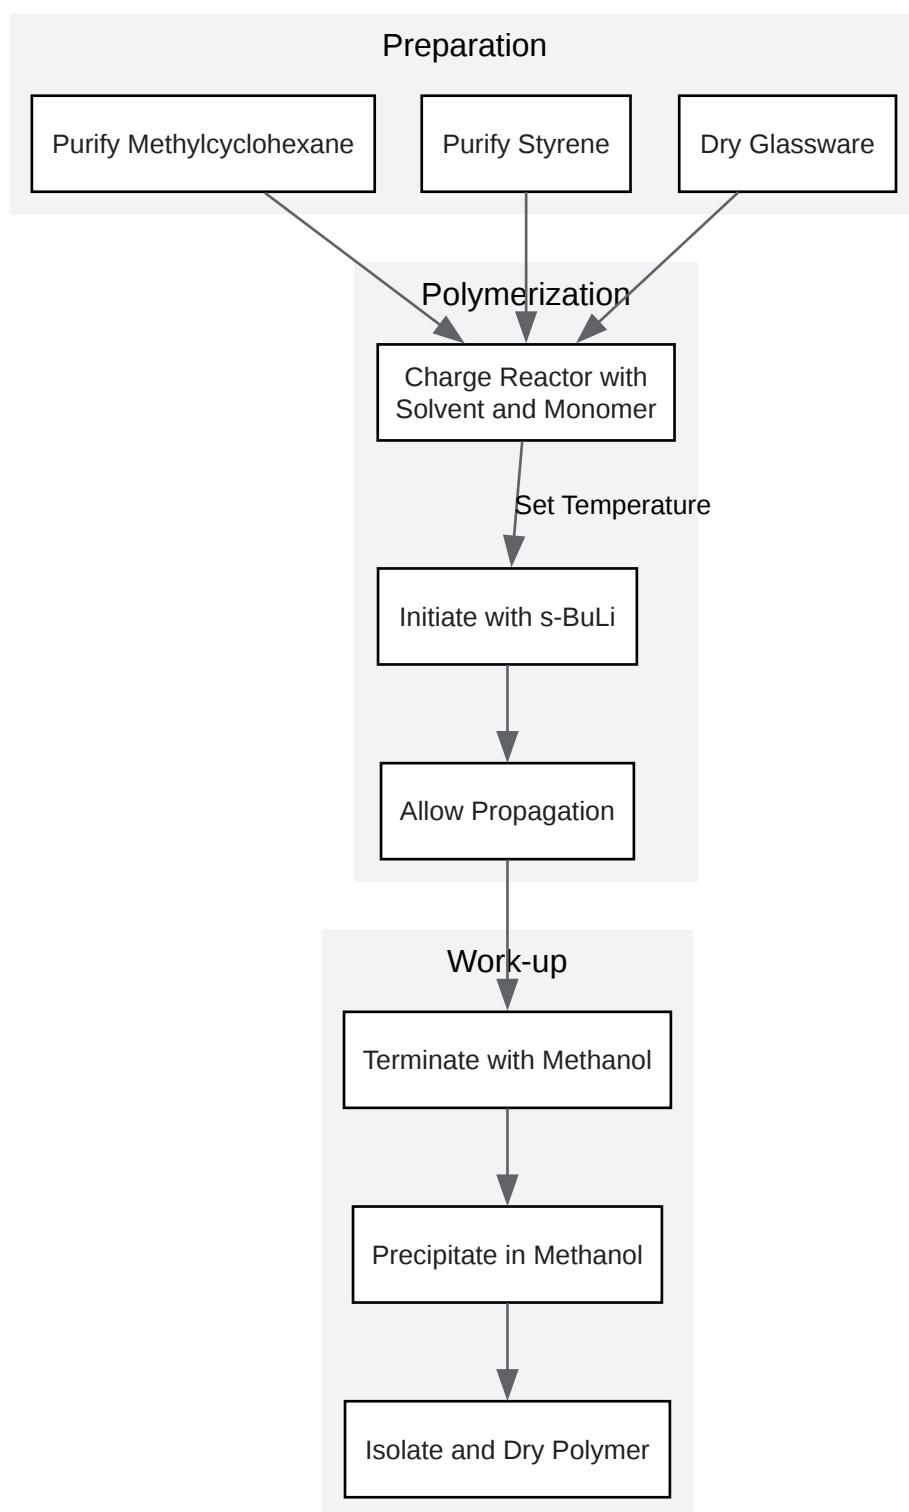 Preparation
Purify Methylcyclohexane
Purify Styrene
Dry Glassware
Polymerization
Charge Reactor with
Solvent and Monomer
Set Temperature
Initiate with s-BuLi
Allow Propagation
Work-up
Terminate with Methanol
Precipitate in Methanol
Isolate and Dry Polymer